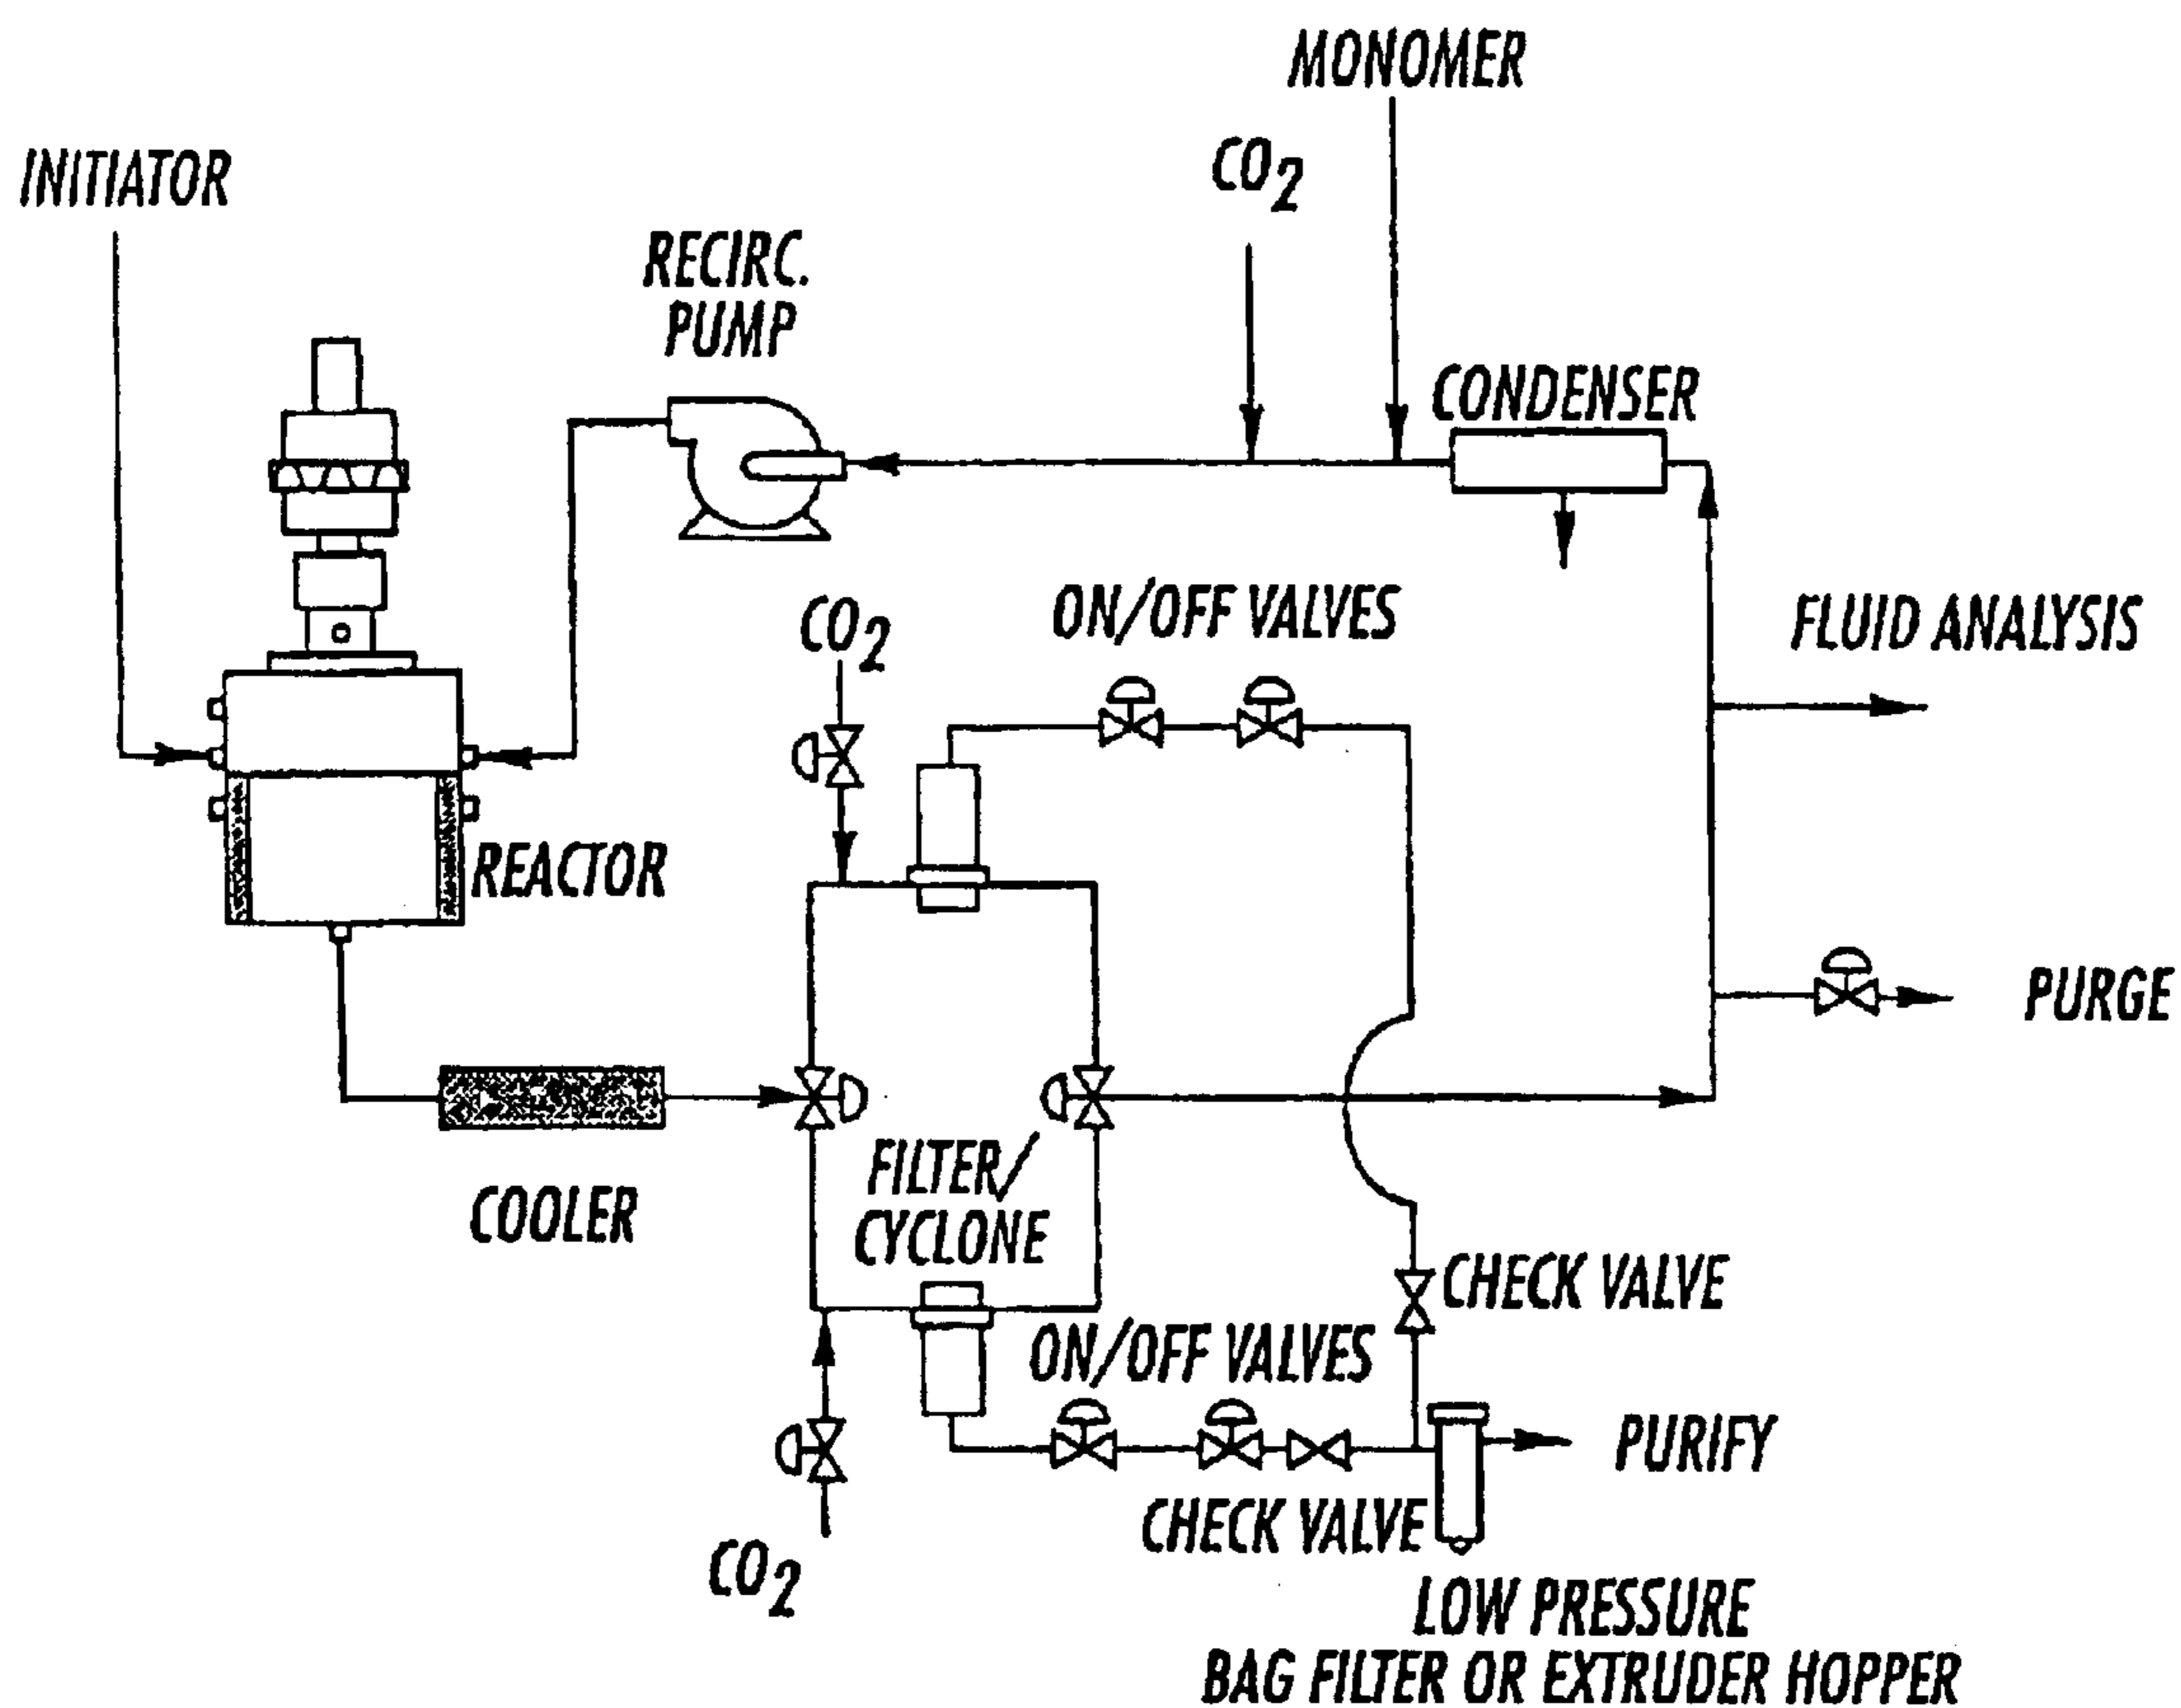 MONOMER
CO2
INITIATOR
RECIRC.
PUMP
CONDENSER
CO2
ON/OFF VALVES
FLUID ANALYSIS
REACTOR
PURGE
FILTER/
CYCLONE
COOLER
CHECK VALVE
ON/OFF VALVES
PURIFY
CHECK VALVE
CO2
LOW PRESSURE
BAG FILTER OR EXTRUDER HOPPER